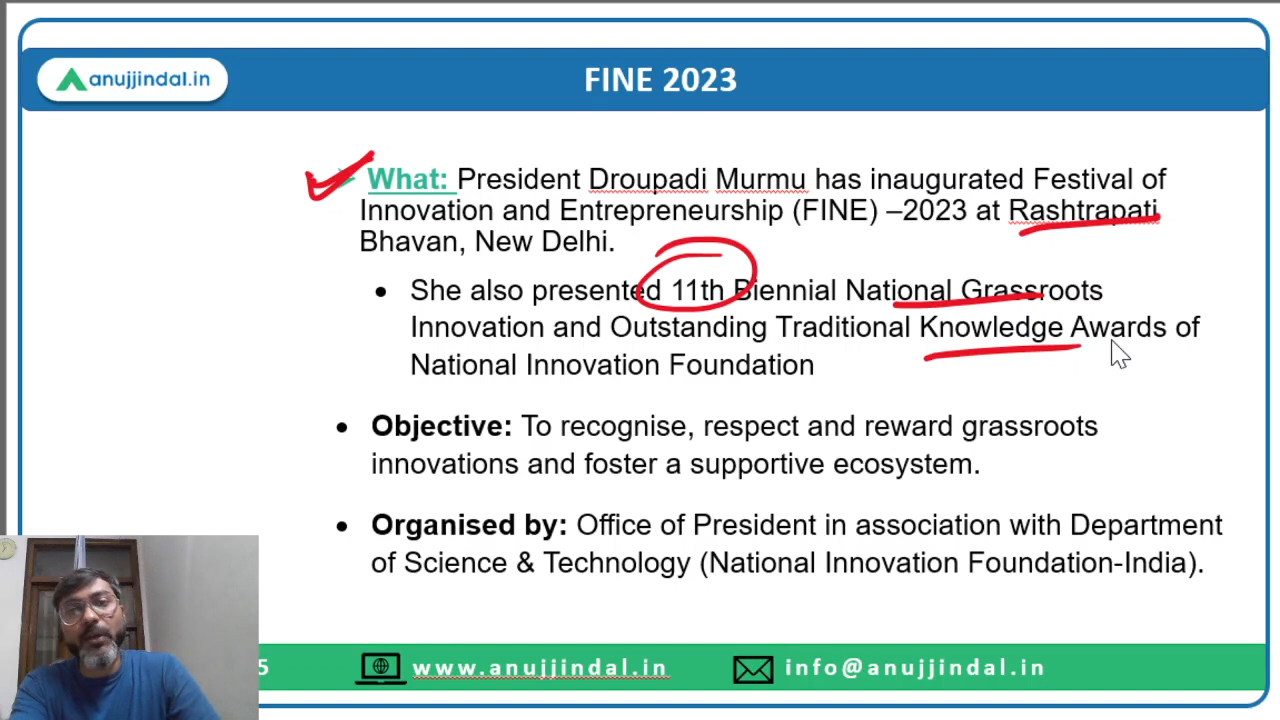 anujjindal.in
FINE 2023
What: President Droupadi Murmu has inaugurated Festival of
Innovation and Entrepreneurship (FINE) –2023 at Rashtrapati
Bhavan, New Delhi.
• She also presented 11th Biennial National Grassroots
Innovation and Outstanding Traditional Knowledge Awards of
National Innovation Foundation
• Objective: To recognise, respect and reward grassroots
innovations and foster a supportive ecosystem.
• Organised by: Office of President in association with Department
of Science & Technology (National Innovation Foundation-India).
5 www.anujjindal.in info@anujjindal.in